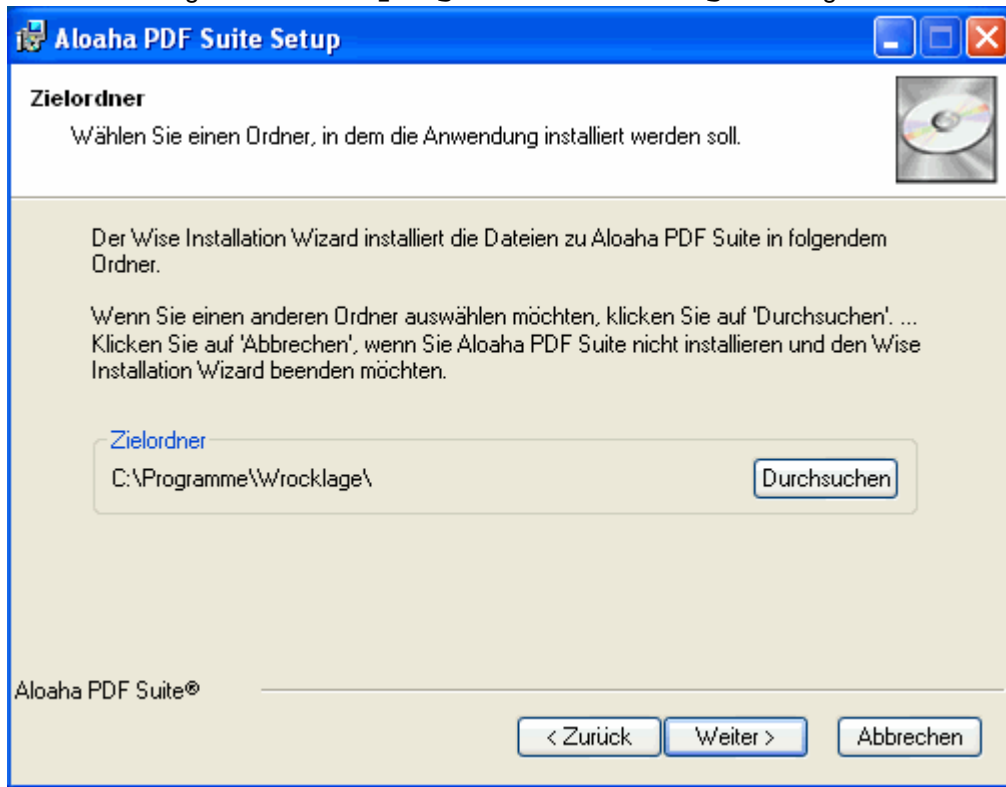 Aloaha PDF Suite Setup
Zielordner
Wählen Sie einen Ordner, in dem die Anwendung installiert werden soll.
Der Wise Installation Wizard installiert die Dateien zu Aloaha PDF Suite in folgendem
Ordner.
Wenn Sie einen anderen Ordner auswählen möchten, klicken Sie auf 'Durchsuchen'. ...
Klicken Sie auf 'Abbrechen', wenn Sie Aloaha PDF Suite nicht installieren und den Wise
Installation Wizard beenden möchten.
Zielordner
C:\Programme\Wrocklage\
Durchsuchen
Aloaha PDF Suite®
< Zurück
Weiter >
Abbrechen